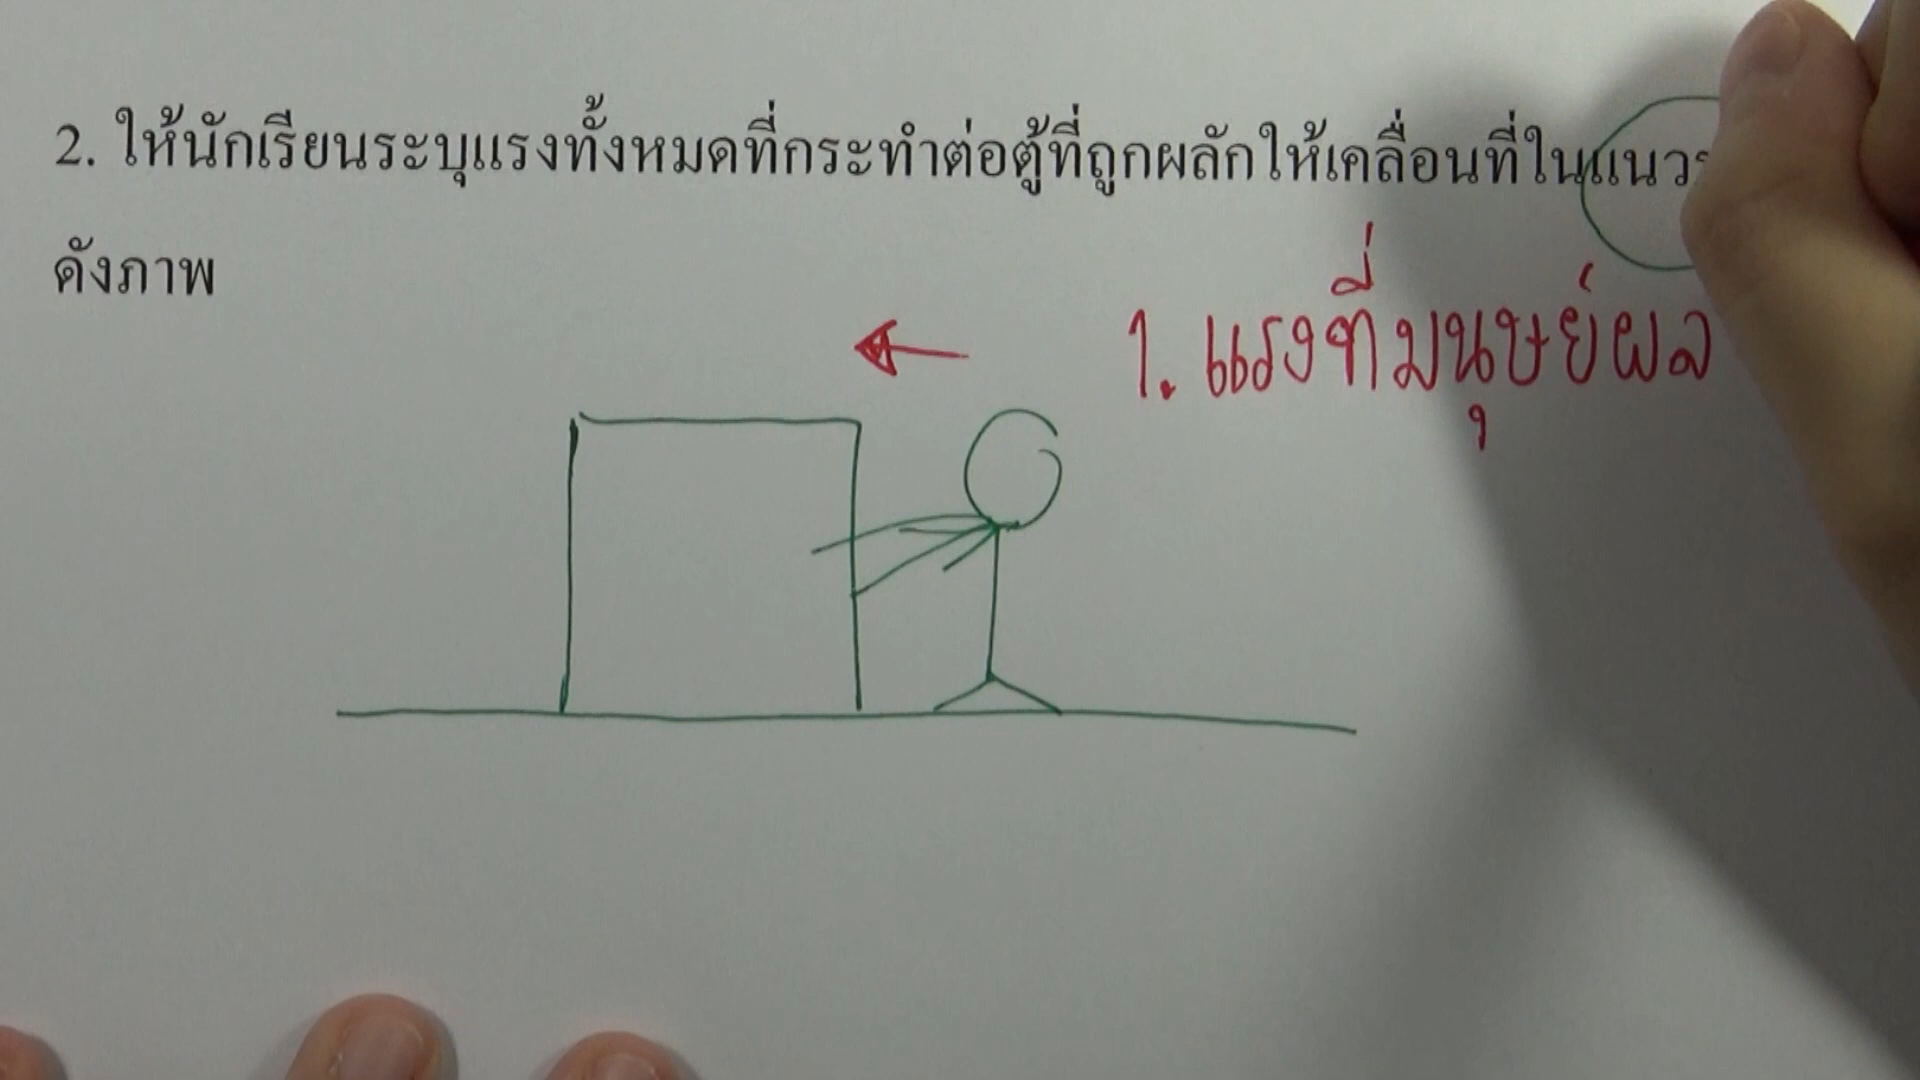 2. ให้นักเรียนระบุแรงทั้งหมดที่กระทำต่อตู้ที่ถูกผลักให้เคลื่อนที่ในแนว
ดังภาพ
1. แรงที่มนุษย์ผล